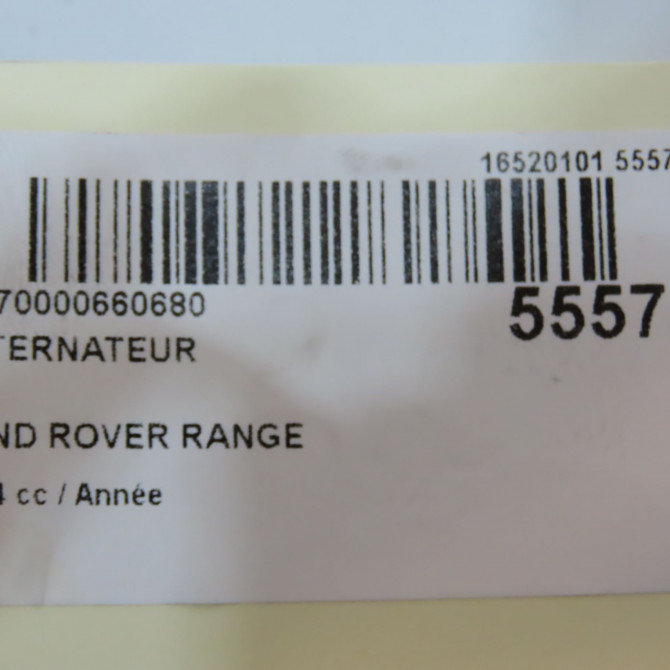 16520101 5557
70000660680
5557
TERNATEUR
ND ROVER RANGE
4 cc / Année